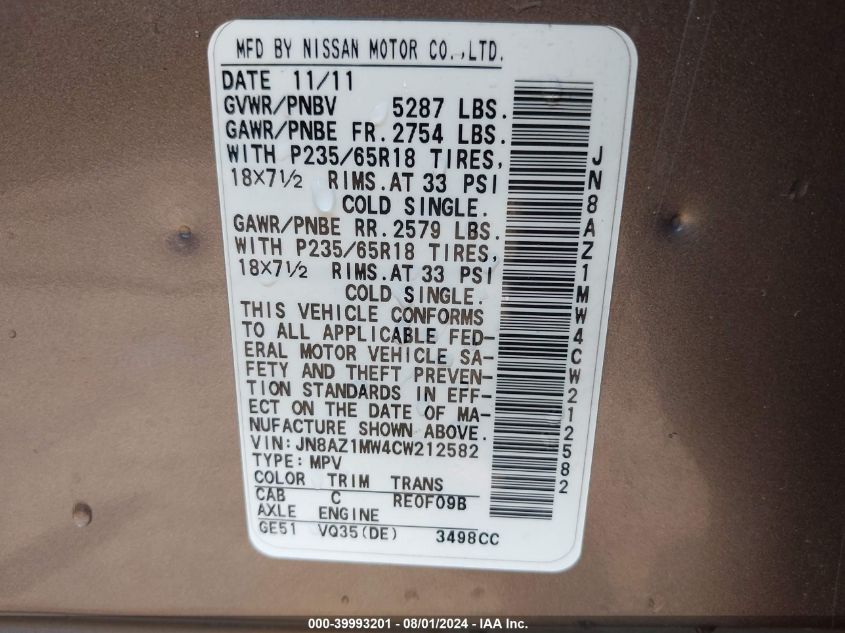 MFD BY NISSAN MOTOR CO.,LTD.
DATE 11/11
GVWR/PNBV 5287 LBS.
GAWR/PNBE FR. 2754 LBS.
WITH P235/65R18 TIRES,
18×7½ RIMS.AT 33 PSI
COLD SINGLE.
GAWR/PNBE RR. 2579 LBS.
WITH P235/65R18 TIRES,
18×7½ RIMS.AT 33 PSI
COLD SINGLE.
THIS VEHICLE CONFORMS
TO ALL APPLICABLE FED-
ERAL MOTOR VEHICLE SA-
FETY AND THEFT PREVEN-
TION STANDARDS IN EFF-
ECT ON THE DATE OF MA-
NUFACTURE SHOWN ABOVE.
VIN:JN8AZ1MW4CW212582
TYPE:MPV
COLOR TRIM TRANS
CAB C RE0F09B
AXLE ENGINE
GE51 VQ35(DE) 3498CC
JN8AZ1MW4CW212582
000-39993201 - 08/01/2024 - IAA Inc.